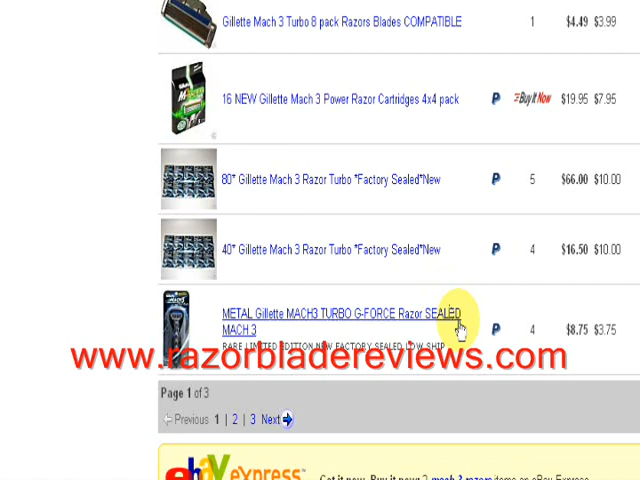 Gillette Mach 3 Turbo 8 pack Razors Blades COMPATIBLE 1 $4.49 $3.99
16 NEW Gillette Mach 3 Power Razor Cartridges 4x4 pack P Buy It Now $19.95 $7.95
80* Gillette Mach 3 Razor Turbo *Factory Sealed*New P 5 $66.00 $10.00
40* Gillette Mach 3 Razor Turbo *Factory Sealed*New P 4 $16.50 $10.00
METAL Gillette MACH3 TURBO G-FORCE Razor SEALED
MACH 3 P 4 $8.75 $3.75
RARE LIMITED EDITION NEW FACTORY SEALED LOW SHIP
www.razorbladereviews.com
Page 1 of 3
Previous 1 | 2 | 3 Next
ebay express™ Get it now. Buy it now: 2 mach 3 razors items on eBay Express